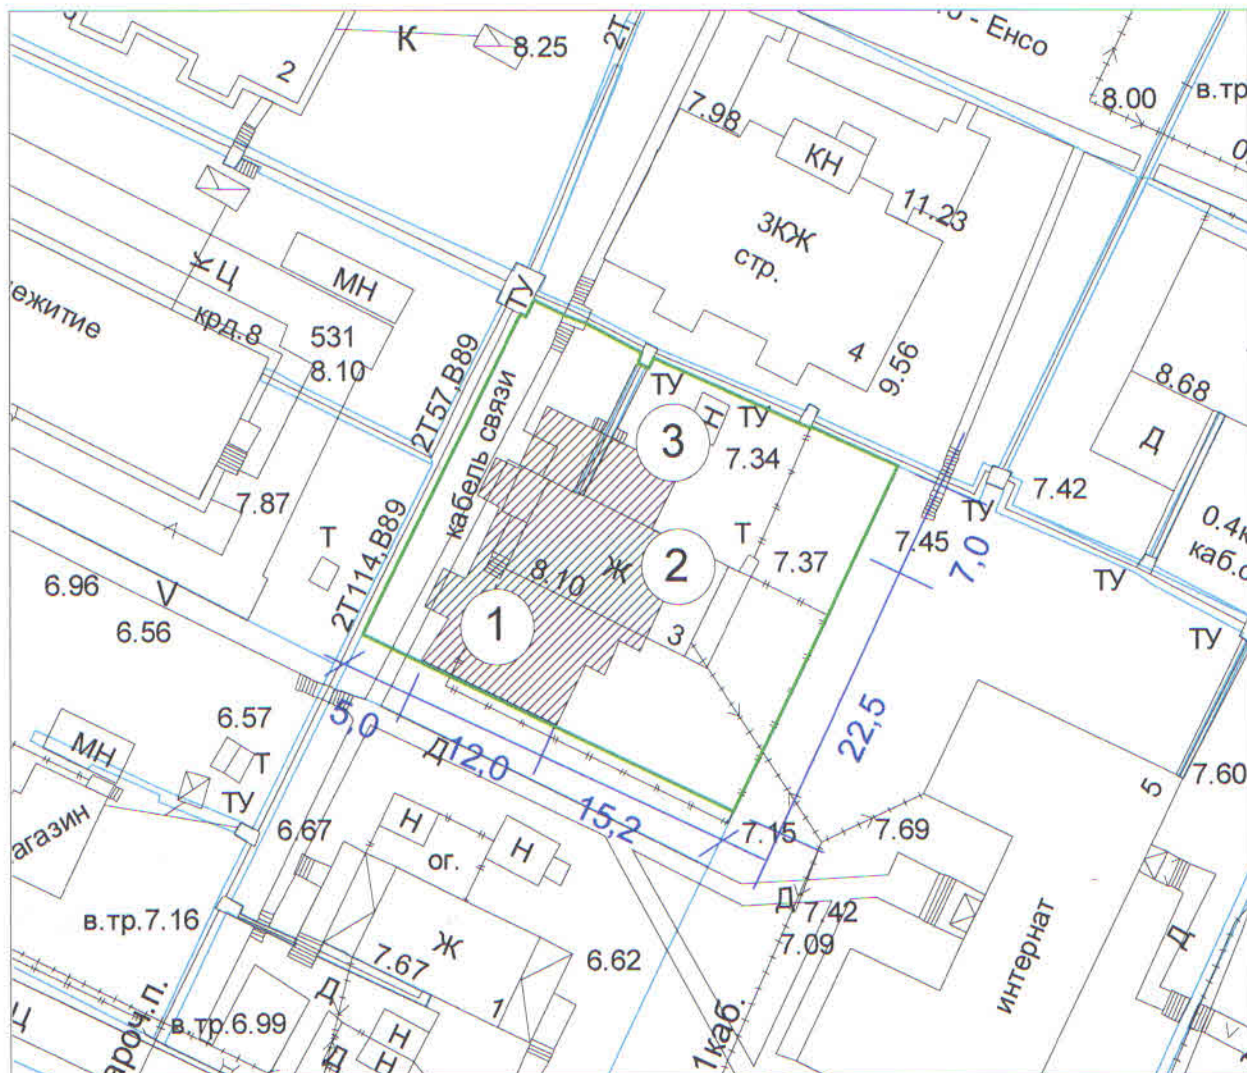 2Т
- Енсо
К
8.25
2
7.98
8.00
в.тр
КН
11.23
ЗКЖ
стр.
КЦ
МН
ТУ
ежитие
крд.8
531
8.10
2Т57,В89
4
9.56
8.68
Д
ТУ
Н
ТУ
3
7.34
кабель связи
7.87
7.42
0.4к
ТУ
7.45
7,0
каб.с
Т
Т
2Т114,В89
Ж
2
7.37
8.10
ТУ
6.96
V
6.56
1
3
ТУ
6.57
5,0
МН
Т
Д
12,0
22,5
7.60
5
ТУ
агазин
6.67
15,2
7.15
7.69
Н
Н
ог.
в.тр.7.16
Ж
7.67
6.62
Д
7.42
7.09
интернат
Д
Д
1
1каб.
Ц
ароч.п.
в.тр.6.99
Н
Д
Н